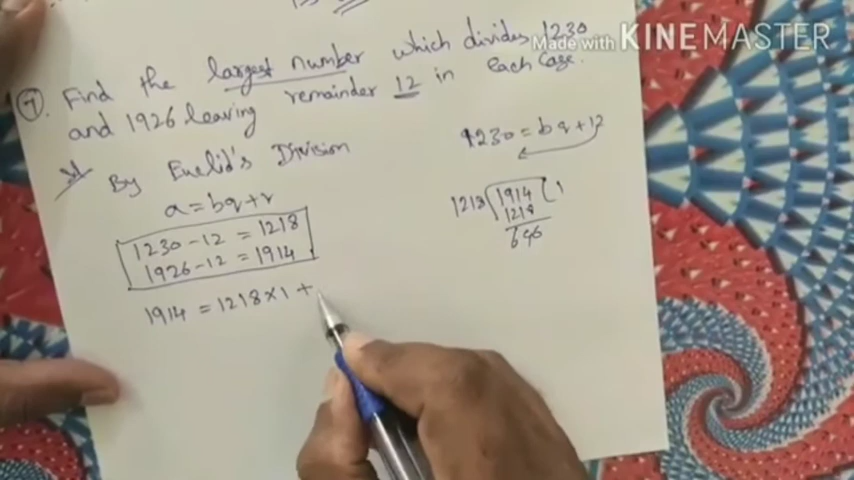 Made with KINEMASTER
7. Find the largest number which divides 1230
and 1926 leaving remainder 12 in each case.
Sol By Euclid's Division
a = bq + r
1230 - 12 = 1218
1926 - 12 = 1914
1914 = 1218 × 1 +
1230 = bq + 12
1218 ) 1914 ( 1
1218
696